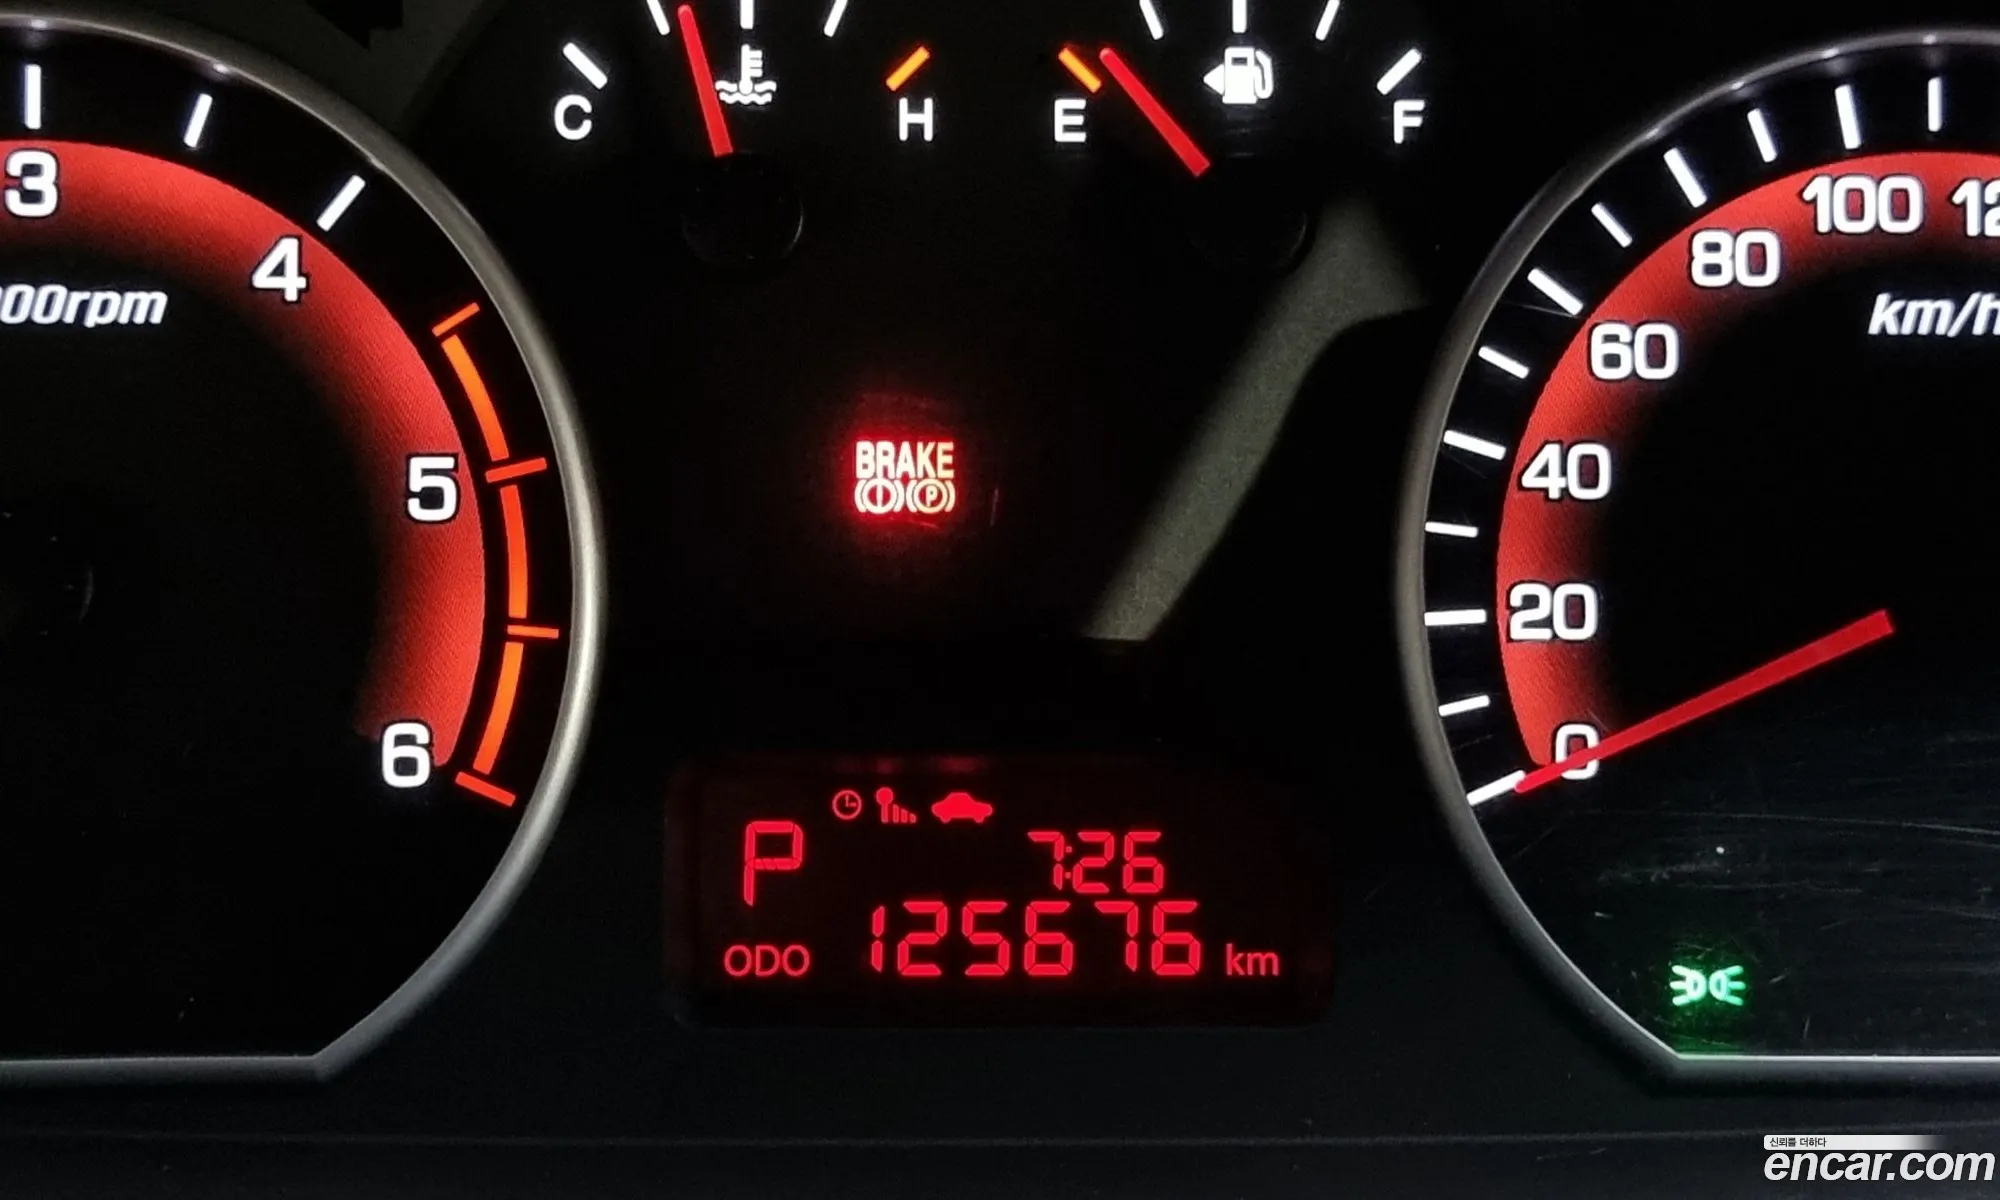 C
H
E
F
3
4
5
6
00rpm
BRAKE
P
P
7:26
ODO 125676 km
100
80
60
40
20
0
km/h
신뢰를 더하다
encar.com